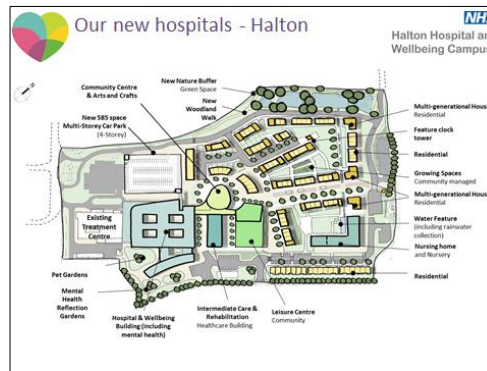 Our new hospitals - Halton
NHS
Halton Hospital an
Wellbeing Campus
Community Centre
& Arts and Crafts
New Nature Buffer
Green Space
New
Woodland
Walk
New 585 space
Multi-Storey Car Park
(4-Storey)
Multi-generational Hous
Residential
Feature clock
tower
Residential
Growing Spaces
Community managed
Multi-generational Hous
Residential
Water Feature
(including rainwater
collection)
Nursing home
and Nursery
Residential
Existing
Treatment
Centre
Pet Gardens
Mental
Health
Reflection
Gardens
Hospital & Wellbeing
Building (including
mental health)
Intermediate Care &
Rehabilitation
Healthcare Building
Leisure Centre
Community